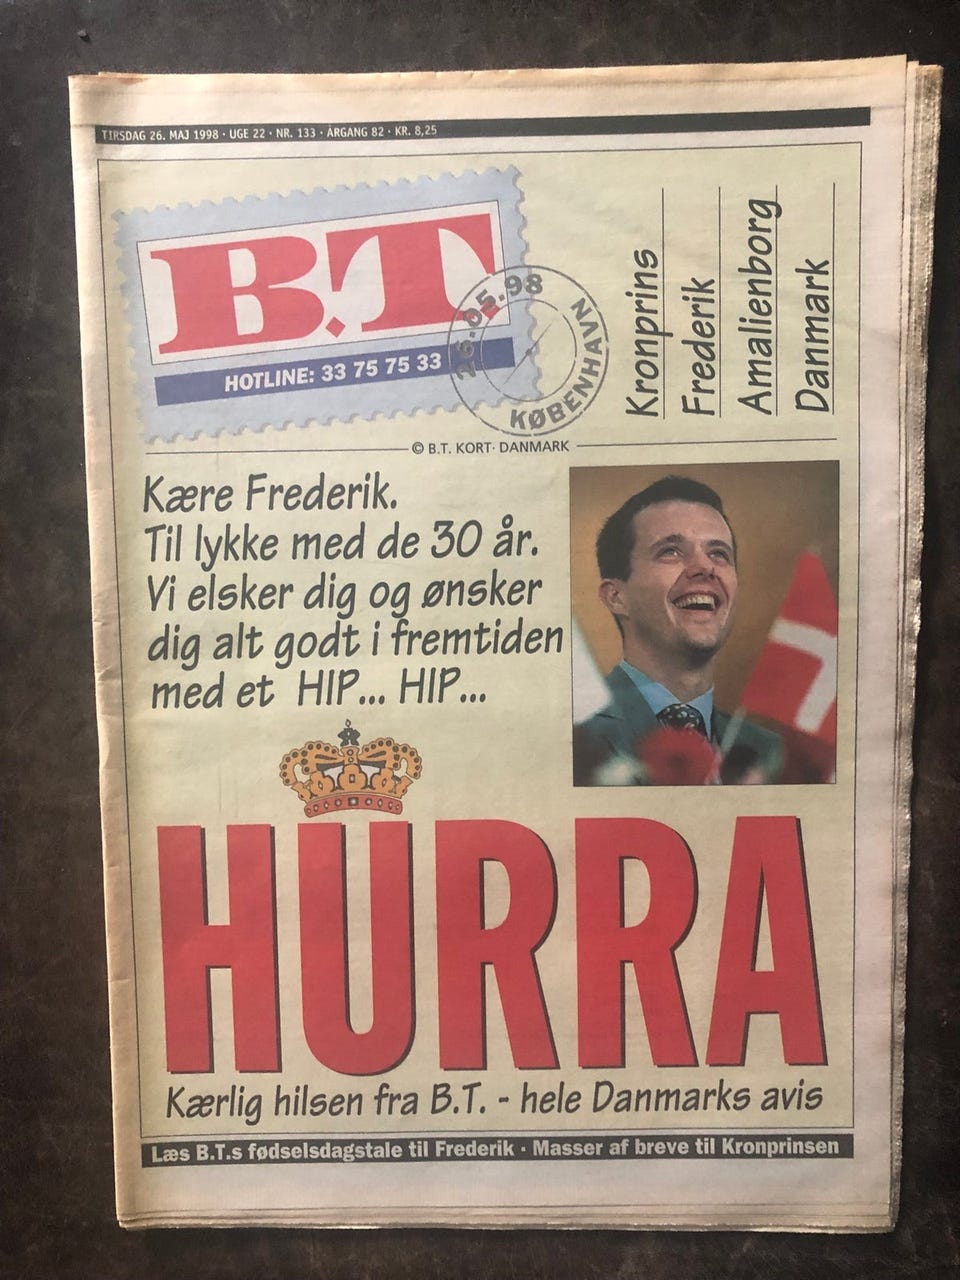 TIRSDAG 26. MAJ 1998 · UGE 22 · NR. 133 · ÅRGANG 82 · KR. 8,25
B.T.
HOTLINE: 33 75 75 33
26.05.98
KØBENHAVN
Kronprins
Frederik
Amalienborg
Danmark
© B.T. KORT· DANMARK
Kære Frederik.
Til lykke med de 30 år.
Vi elsker dig og ønsker
dig alt godt i fremtiden
med et HIP... HIP...
HURRA
Kærlig hilsen fra B.T. - hele Danmarks avis
Læs B.T.s fødselsdagstale til Frederik · Masser af breve til Kronprinsen